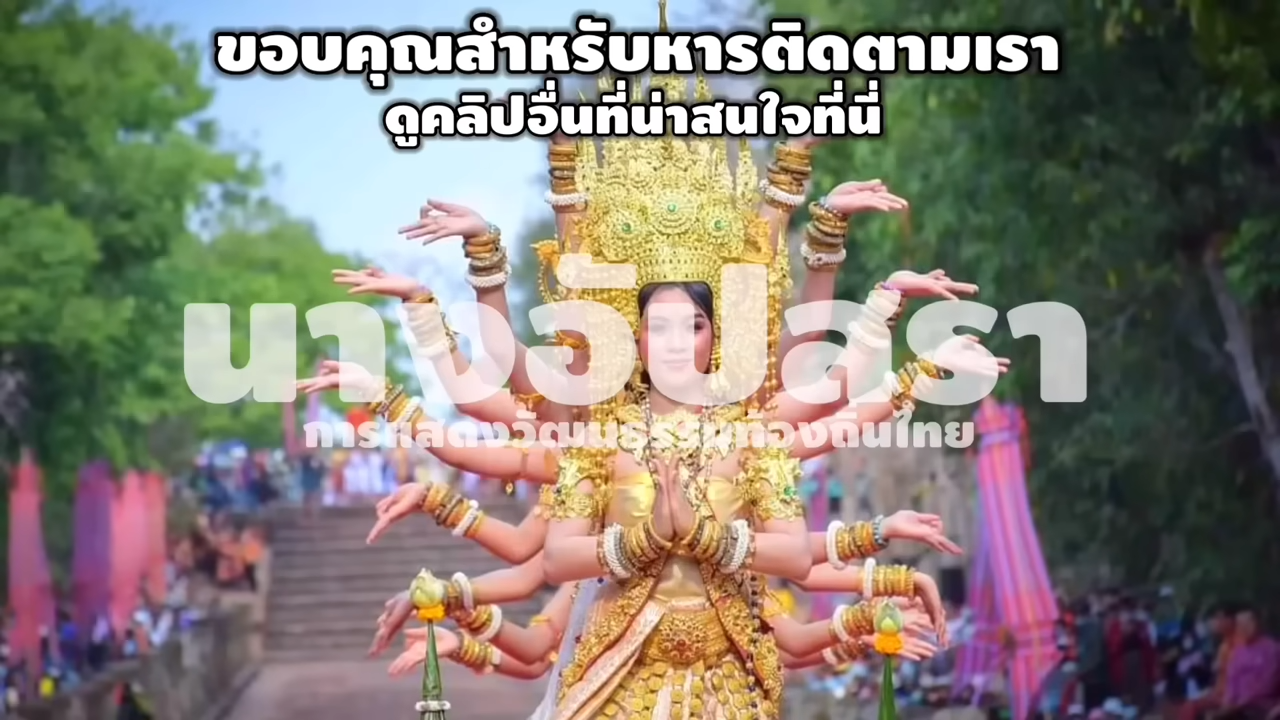 ขอบคุณสำหรับหารติดตามเรา
ดูคลิปอื่นที่น่าสนใจที่นี่
นางอัปสรา
การแสดงวัฒนธรรมท้องถิ่นไทย